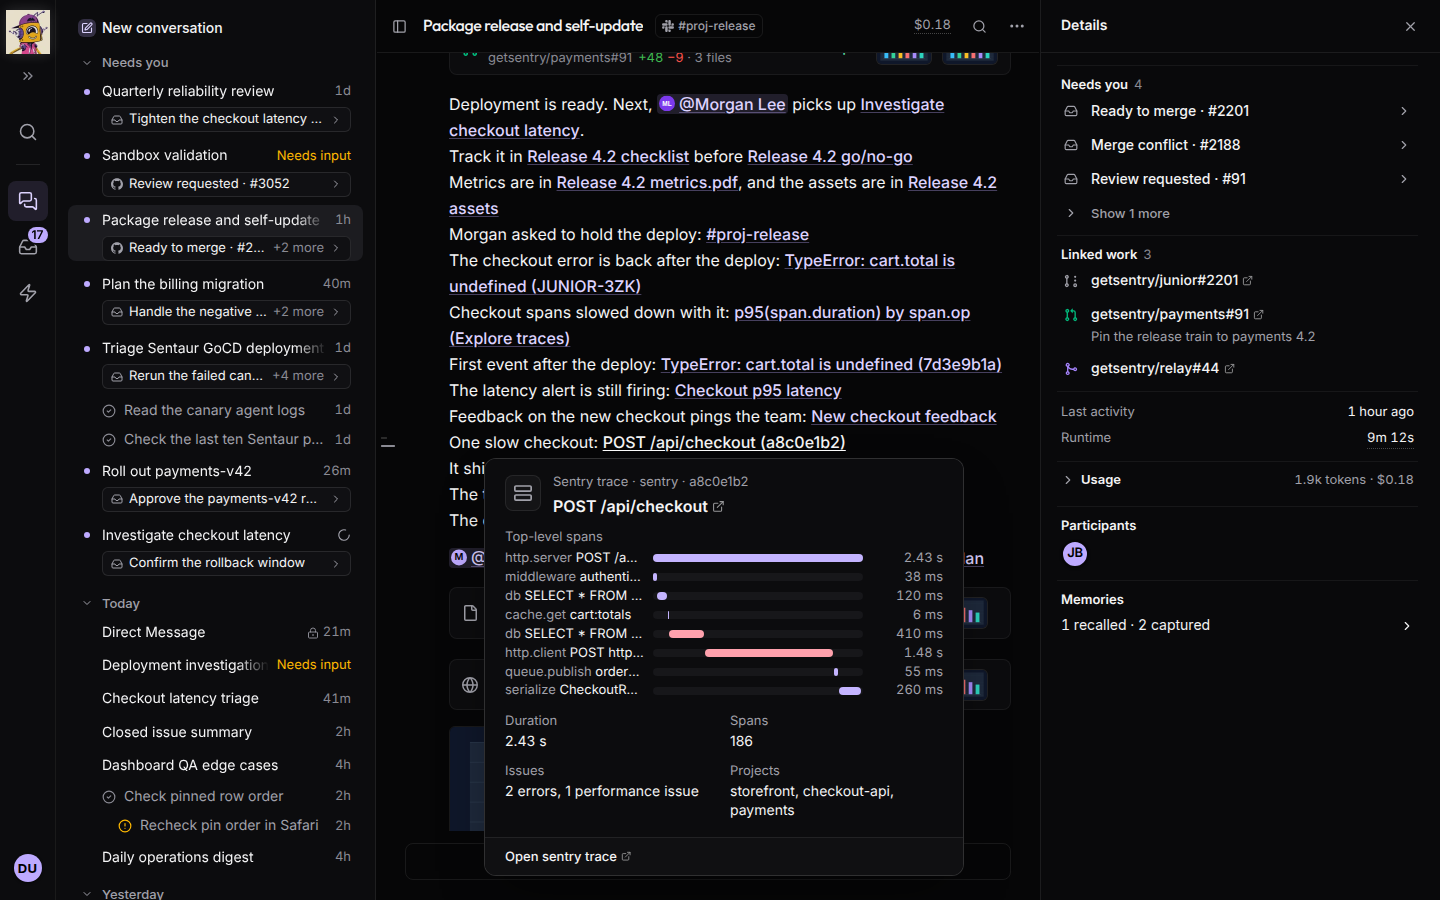 New conversation
Needs you
Quarterly reliability review 1d
Tighten the checkout latency ...
Sandbox validation Needs input
Review requested · #3052
Package release and self-update 1h
Ready to merge · #2... +2 more
17
Plan the billing migration 40m
Handle the negative ... +2 more
Triage Sentaur GoCD deployment 1d
Rerun the failed can... +4 more
Read the canary agent logs 1d
Check the last ten Sentaur p... 1d
Roll out payments-v42 26m
Approve the payments-v42 r...
Investigate checkout latency
Confirm the rollback window
Today
Direct Message 21m
Deployment investigation Needs input
Checkout latency triage 41m
Closed issue summary 2h
Dashboard QA edge cases 4h
Check pinned row order 2h
Recheck pin order in Safari 2h
Daily operations digest 4h
Yesterday
DU
Package release and self-update #proj-release $0.18
getsentry/payments#91 +48 −9 · 3 files
Deployment is ready. Next, ML @Morgan Lee picks up Investigate
checkout latency.
Track it in Release 4.2 checklist before Release 4.2 go/no-go
Metrics are in Release 4.2 metrics.pdf, and the assets are in Release 4.2
assets
Morgan asked to hold the deploy: #proj-release
The checkout error is back after the deploy: TypeError: cart.total is
undefined (JUNIOR-3ZK)
Checkout spans slowed down with it: p95(span.duration) by span.op
(Explore traces)
First event after the deploy: TypeError: cart.total is undefined (7d3e9b1a)
The latency alert is still firing: Checkout p95 latency
Feedback on the new checkout pings the team: New checkout feedback
One slow checkout: POST /api/checkout (a8c0e1b2)
It shi
The
The
M @
lan
Sentry trace · sentry · a8c0e1b2
POST /api/checkout
Top-level spans
http.server POST /a... 2.43 s
middleware authenti... 38 ms
db SELECT * FROM ... 120 ms
cache.get cart:totals 6 ms
db SELECT * FROM ... 410 ms
http.client POST http... 1.48 s
queue.publish order... 55 ms
serialize CheckoutR... 260 ms
Duration Spans
2.43 s 186
Issues Projects
2 errors, 1 performance issue storefront, checkout-api,
payments
Open sentry trace
Details
Needs you 4
Ready to merge · #2201
Merge conflict · #2188
Review requested · #91
Show 1 more
Linked work 3
getsentry/junior#2201
getsentry/payments#91
Pin the release train to payments 4.2
getsentry/relay#44
Last activity 1 hour ago
Runtime 9m 12s
Usage 1.9k tokens · $0.18
Participants
JB
Memories
1 recalled · 2 captured